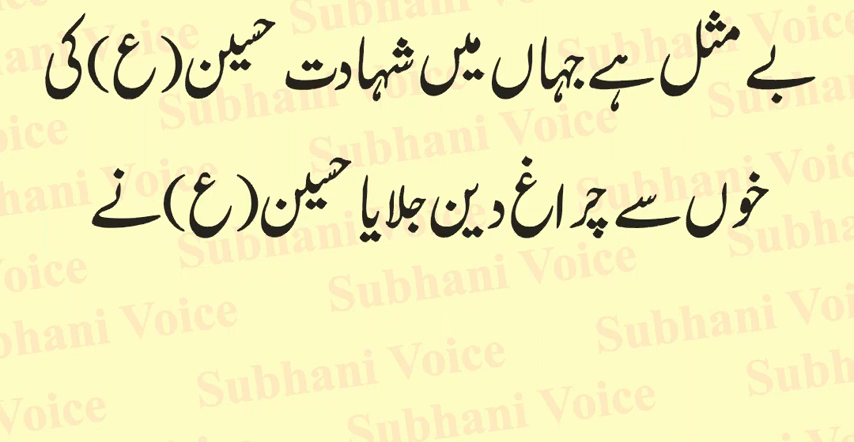 بے مثل ہے جہاں میں شہادت حسین(ع)کی
خوں سے چراغ دین جلایا حسین(ع)نے
Subhani Voice